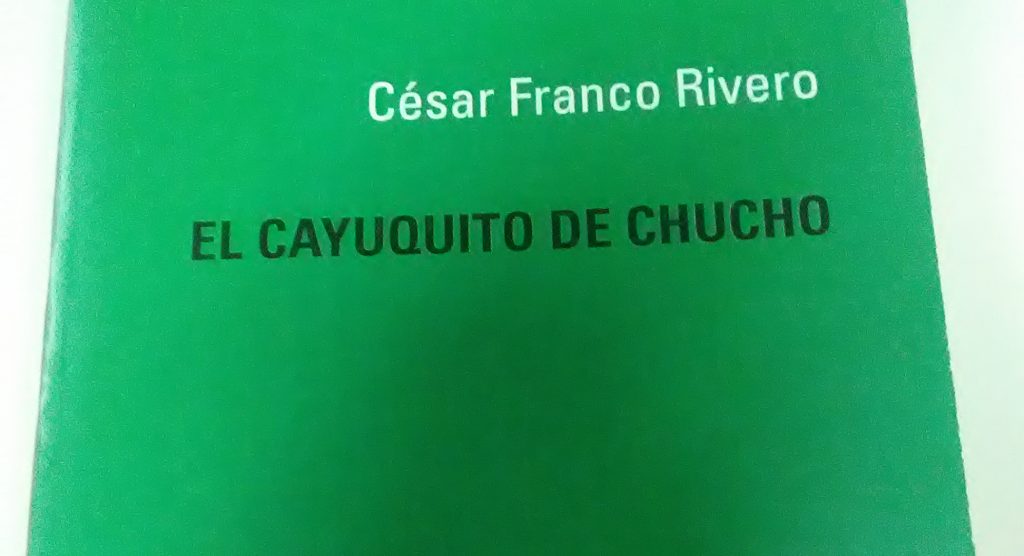 César Franco Rivero
EL CAYUQUITO DE CHUCHO